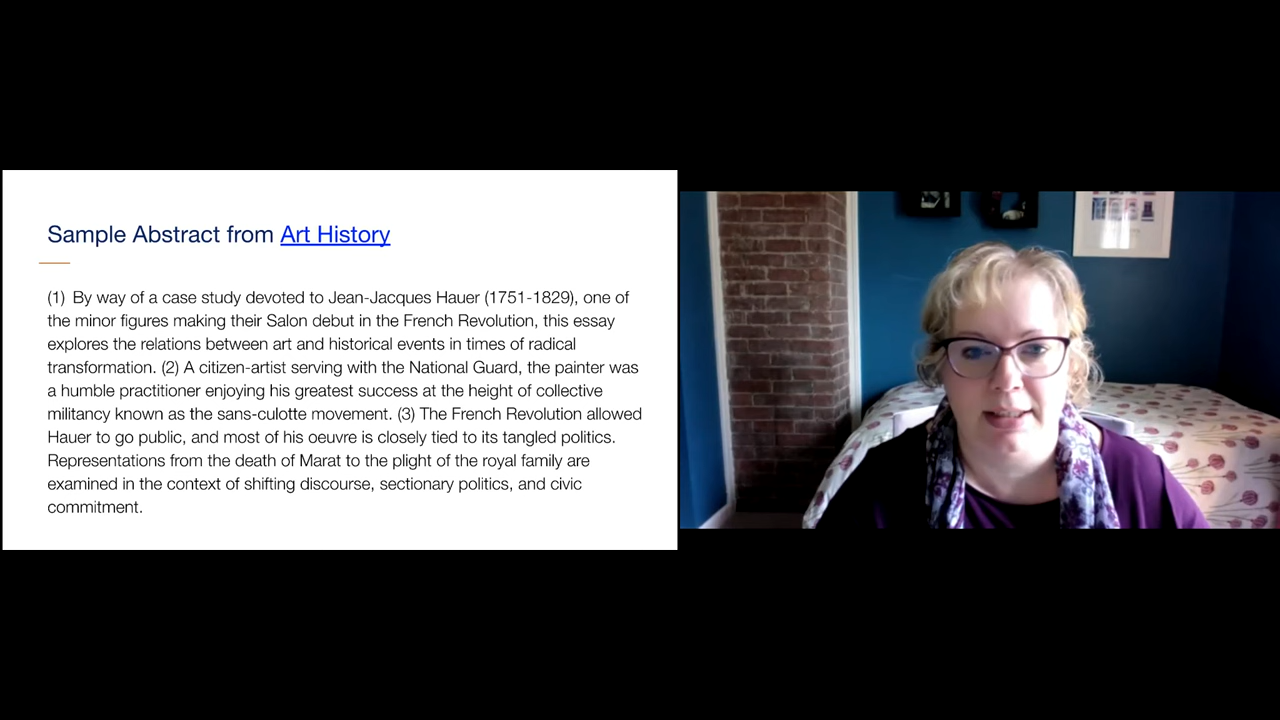 Sample Abstract from Art History
(1) By way of a case study devoted to Jean-Jacques Hauer (1751-1829), one of
the minor figures making their Salon debut in the French Revolution, this essay
explores the relations between art and historical events in times of radical
transformation. (2) A citizen-artist serving with the National Guard, the painter was
a humble practitioner enjoying his greatest success at the height of collective
militancy known as the sans-culotte movement. (3) The French Revolution allowed
Hauer to go public, and most of his oeuvre is closely tied to its tangled politics.
Representations from the death of Marat to the plight of the royal family are
examined in the context of shifting discourse, sectionary politics, and civic
commitment.